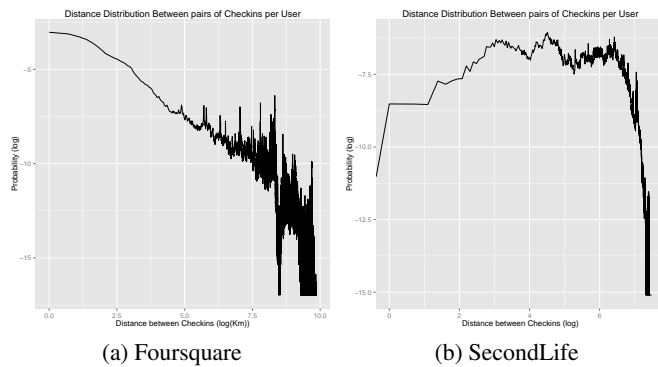 Distance Distribution Between pairs of Checkins per User
Probability (log)
−5
−10
−15
0.0 2.5 5.0 7.5 10.0
Distance between Checkins (log(Km))
(a) Foursquare
Distance Distribution Between pairs of Checkins per User
Probability (log)
−7.5
−10.0
−12.5
−15.0
0 2 4 6
Distance between Checkins (log)
(b) SecondLife